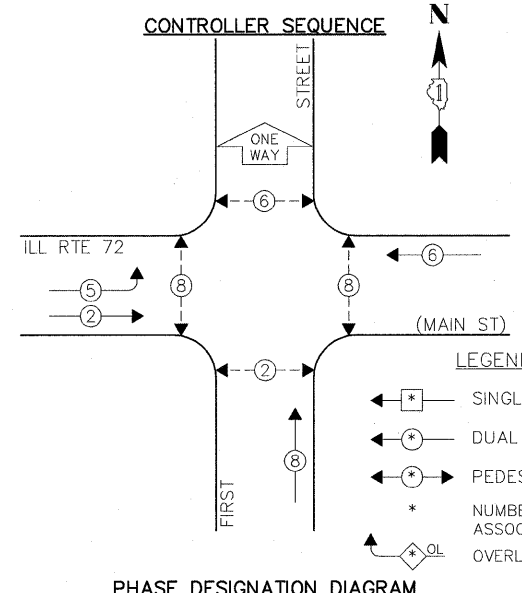 CONTROLLER SEQUENCE
N
STREET
1
ONE
WAY
6
ILL RTE 72
6
8
8
5
2
(MAIN ST)
2
LEGEN
* SINGL
* DUAL
8
* PEDES
FIRST
* NUMBE
ASSOC
* OL OVERL
PHASE DESIGNATION DIAGRAM